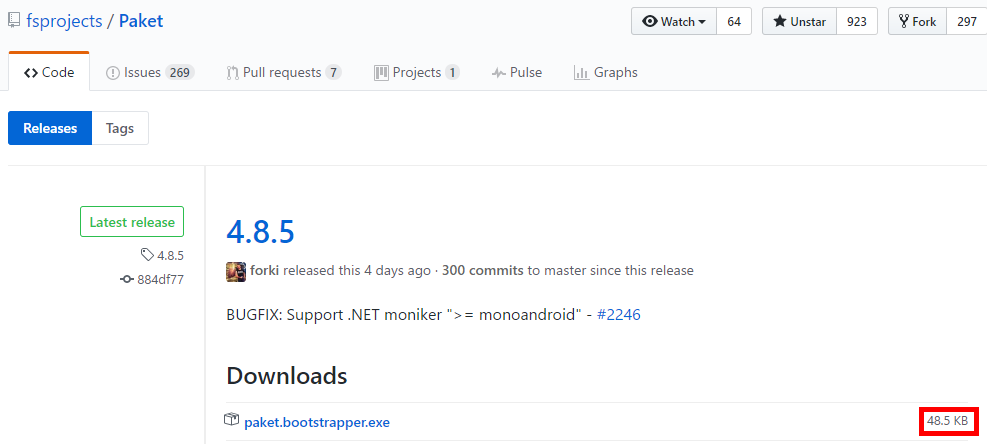 fsprojects / Paket
Watch 64 Unstar 923 Fork 297
Code Issues 269 Pull requests 7 Projects 1 Pulse Graphs
Releases Tags
Latest release
4.8.5
884df77
4.8.5
forki released this 4 days ago · 300 commits to master since this release
BUGFIX: Support .NET moniker ">= monoandroid" - #2246
Downloads
paket.bootstrapper.exe 48.5 KB